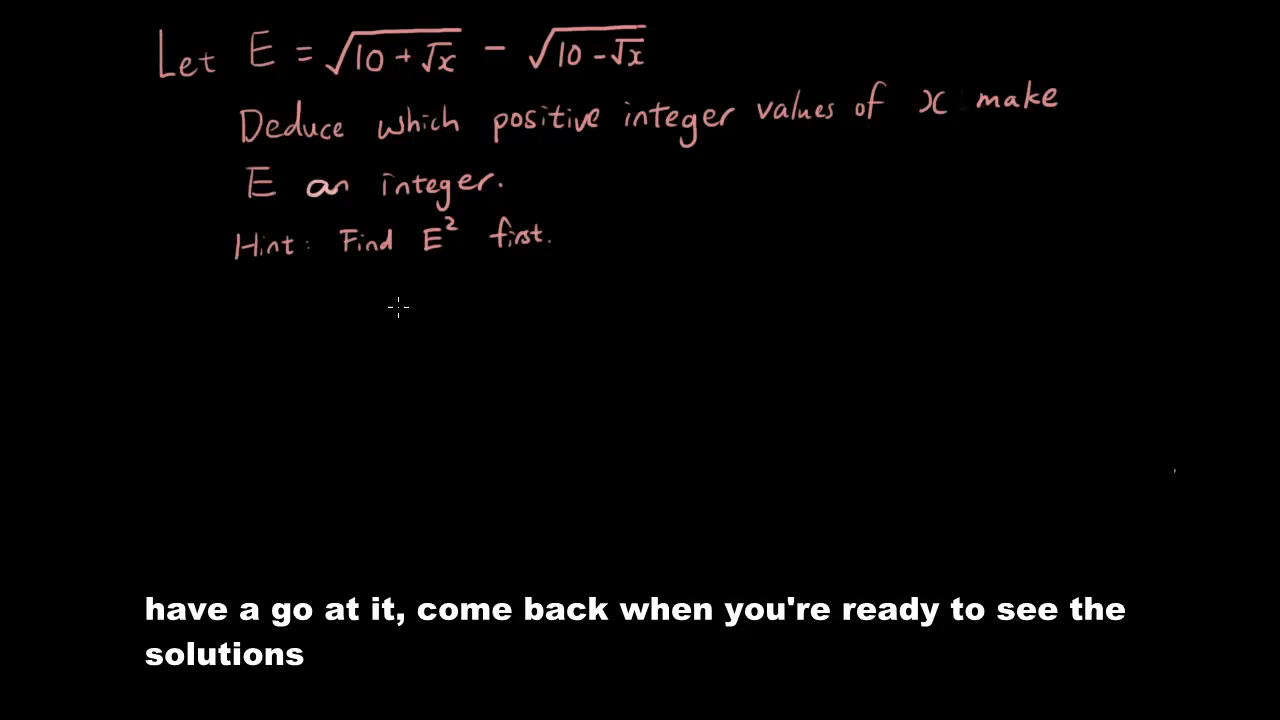 Let E = √(10 + √x) - √(10 - √x)
Deduce which positive integer values of x make
E an integer.
Hint: Find E² first.
have a go at it, come back when you're ready to see the
solutions